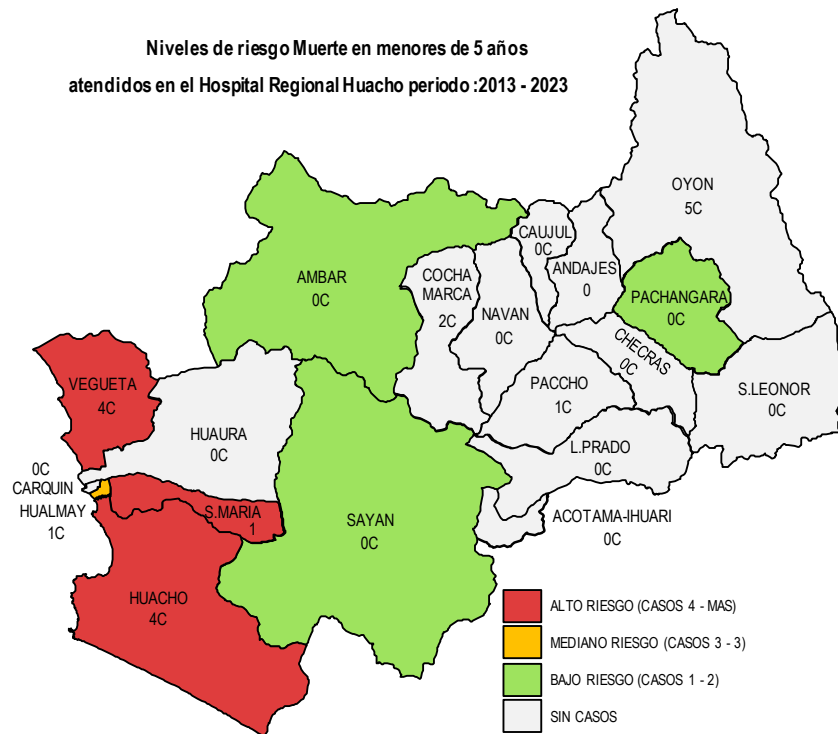 Niveles de riesgo Muerte en menores de 5 años
atendidos en el Hospital Regional Huacho periodo :2013 - 2023
OYON
5C
CAUJUL
0C
ANDAJES
0
COCHA
MARCA
2C
AMBAR
0C
NAVAN
0C
PACHANGARA
0C
CHECRAS
0C
VEGUETA
4C
PACCHO
1C
S.LEONOR
0C
HUAURA
0C
L.PRADO
0C
0C
CARQUIN
HUALMAY
1C
S.MARIA
1
SAYAN
0C
ACOTAMA-IHUARI
0C
HUACHO
4C
ALTO RIESGO (CASOS 4 - MAS)
MEDIANO RIESGO (CASOS 3 - 3)
BAJO RIESGO (CASOS 1 - 2)
SIN CASOS